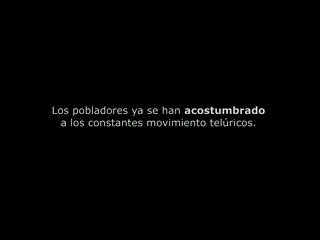 Los pobladores ya se han acostumbrado
a los constantes movimiento telúricos.